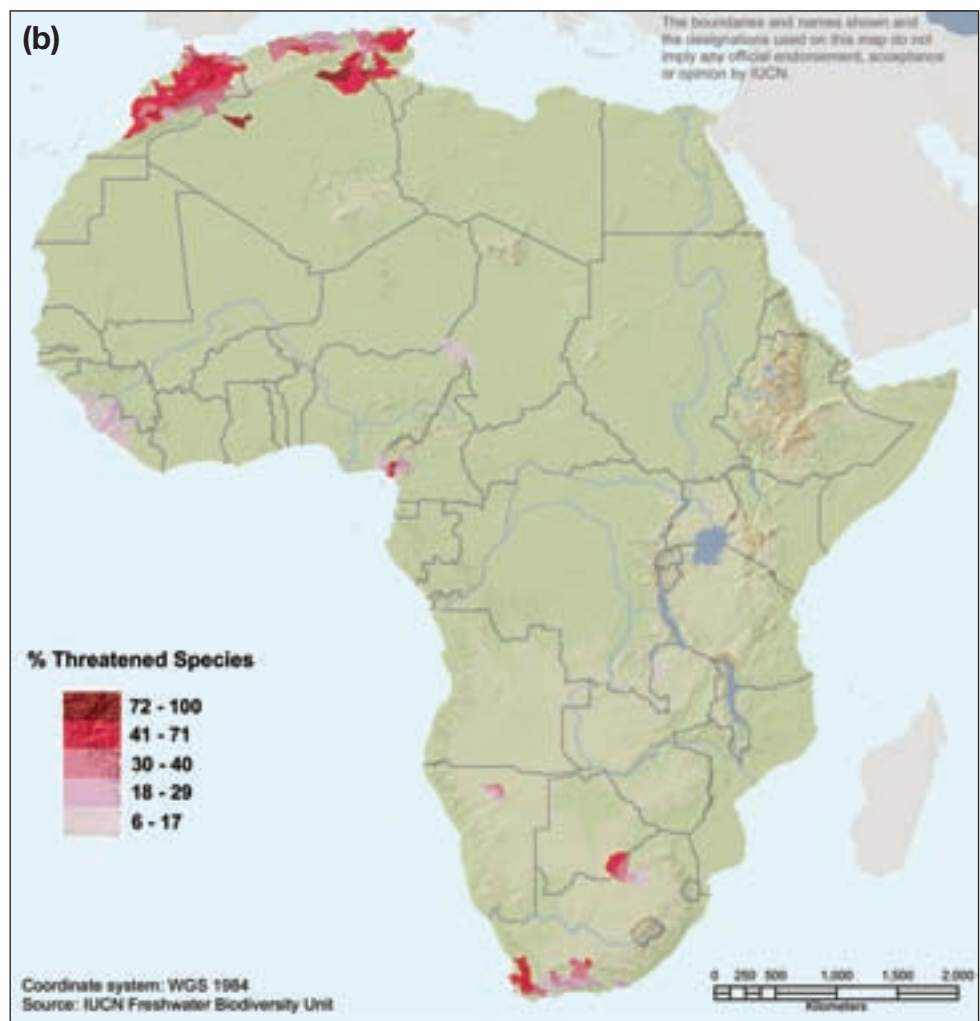 (b)
The boundaries and names shown and
the designations used on this map do not
imply any official endorsement, acceptance
or opinion by IUCN
% Threatened Species
72 - 100
41 - 71
30 - 40
18 - 29
6 - 17
Coordinate system: WGS 1984
Source: IUCN Freshwater Biodiversity Unit
0 250 500 1,000 1,500 2,000
Kilometers